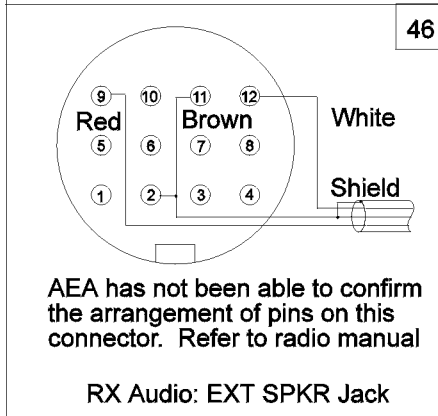 46
9 10 11 12
Red Brown White
5 6 7 8
Shield
1 2 3 4
AEA has not been able to confirm
the arrangement of pins on this
connector. Refer to radio manual
RX Audio: EXT SPKR Jack